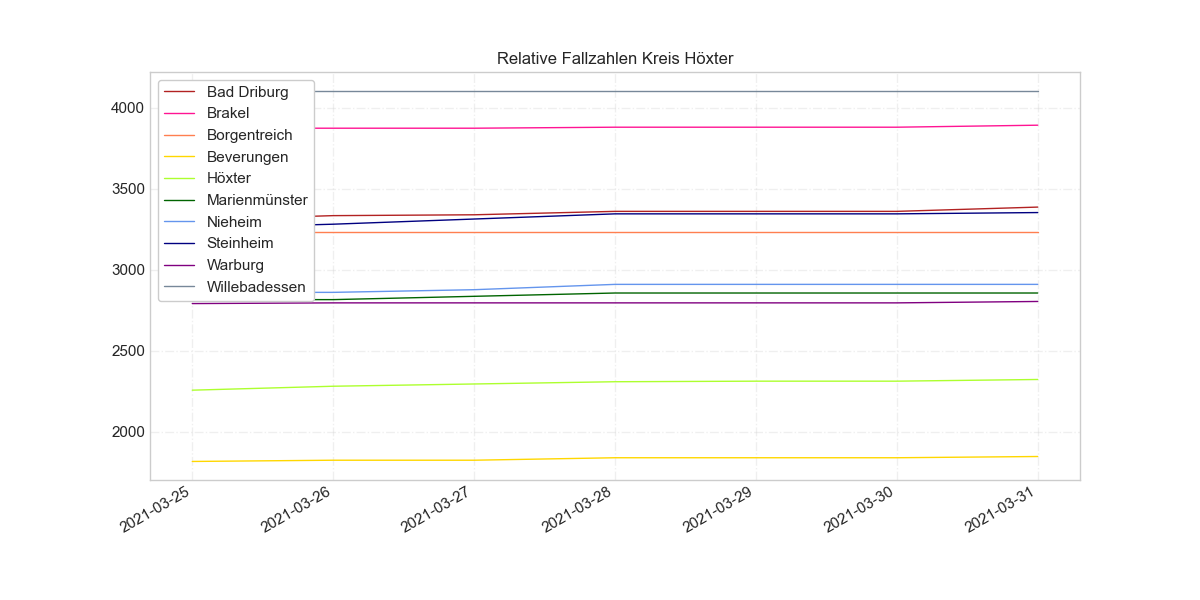 Relative Fallzahlen Kreis Höxter
Bad Driburg
Brakel
Borgentreich
Beverungen
Höxter
Marienmünster
Nieheim
Steinheim
Warburg
Willebadessen
4000
3500
3000
2500
2000
2021-03-25
2021-03-26
2021-03-27
2021-03-28
2021-03-29
2021-03-30
2021-03-31